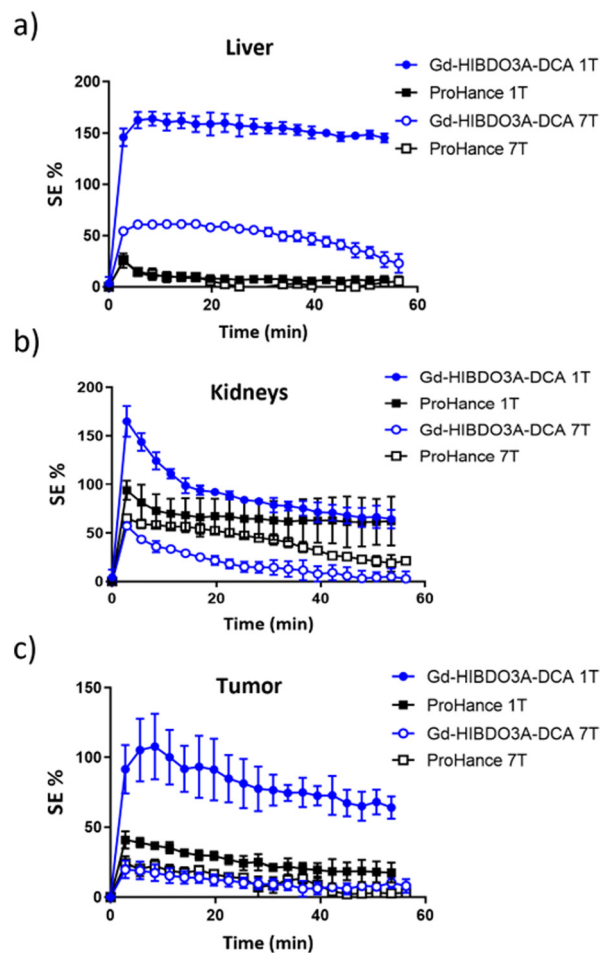 a)
Liver
Gd-HIBDO3A-DCA 1T
ProHance 1T
Gd-HIBDO3A-DCA 7T
ProHance 7T
SE %
200
150
100
50
0
0
20
40
60
Time (min)
b)
Kidneys
Gd-HIBDO3A-DCA 1T
ProHance 1T
Gd-HIBDO3A-DCA 7T
ProHance 7T
SE %
200
150
100
50
0
0
20
40
60
Time (min)
c)
Tumor
Gd-HIBDO3A-DCA 1T
ProHance 1T
Gd-HIBDO3A-DCA 7T
ProHance 7T
SE %
150
100
50
0
0
20
40
60
Time (min)